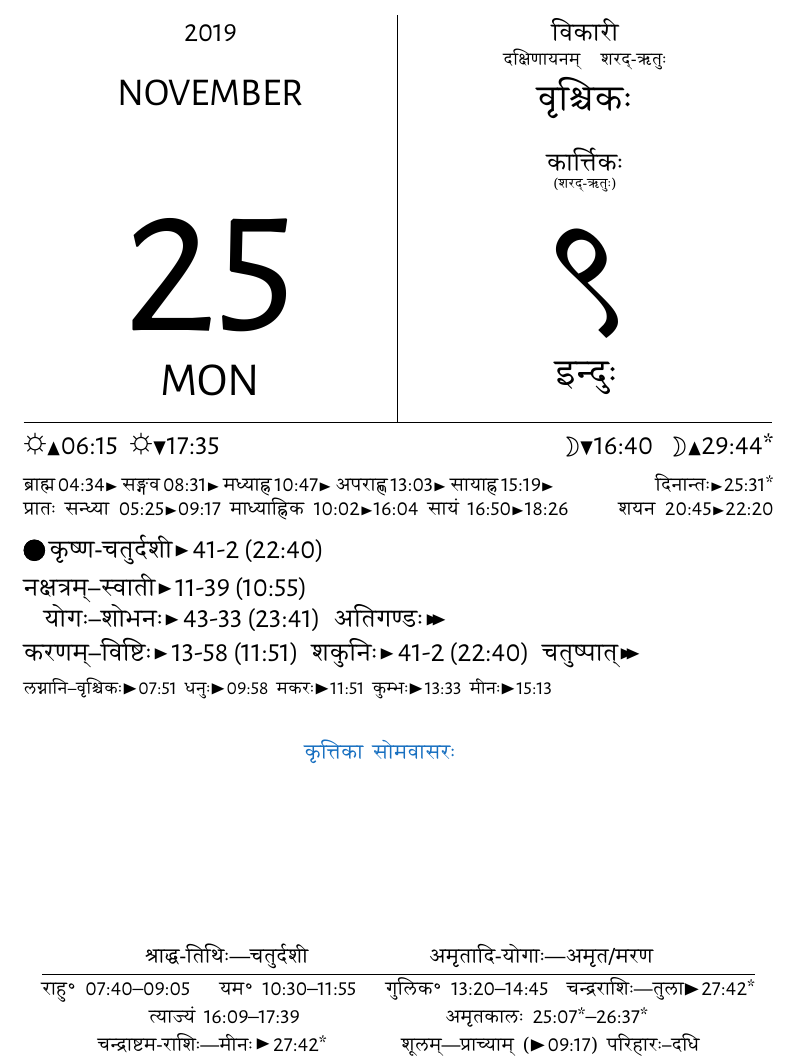 2019
NOVEMBER
25
MON
विकारी
दक्षिणायनम् शरद्-ऋतुः
वृश्चिकः
कार्त्तिकः
(शरद्-ऋतुः)
९
इन्दुः
☼▲06:15 ☼▼17:35 ☽▼16:40 ☽▲29:44*
ब्राह्म 04:34► सङ्गव 08:31► मध्याह्न 10:47► अपराह्ण 13:03► सायाह्न 15:19► दिनान्तः►25:31*
प्रातः सन्ध्या 05:25►09:17 माध्याह्निक 10:02►16:04 सायं 16:50►18:26 शयन 20:45►22:20
●कृष्ण-चतुर्दशी►41-2 (22:40)
नक्षत्रम्–स्वाती►11-39 (10:55)
योगः–शोभनः►43-33 (23:41) अतिगण्डः►►
करणम्–विष्टिः►13-58 (11:51) शकुनिः►41-2 (22:40) चतुष्पात्►►
लग्नानि–वृश्चिकः►07:51 धनुः►09:58 मकरः►11:51 कुम्भः►13:33 मीनः►15:13
कृत्तिका सोमवासरः
श्राद्ध-तिथिः—चतुर्दशी अमृतादि-योगाः—अमृत/मरण
राहु° 07:40–09:05 यम° 10:30–11:55 गुलिक° 13:20–14:45 चन्द्रराशिः—तुला►27:42*
त्याज्यं 16:09–17:39 अमृतकालः 25:07*–26:37*
चन्द्राष्टम-राशिः—मीनः►27:42* शूलम्—प्राच्याम् (►09:17) परिहारः–दधि